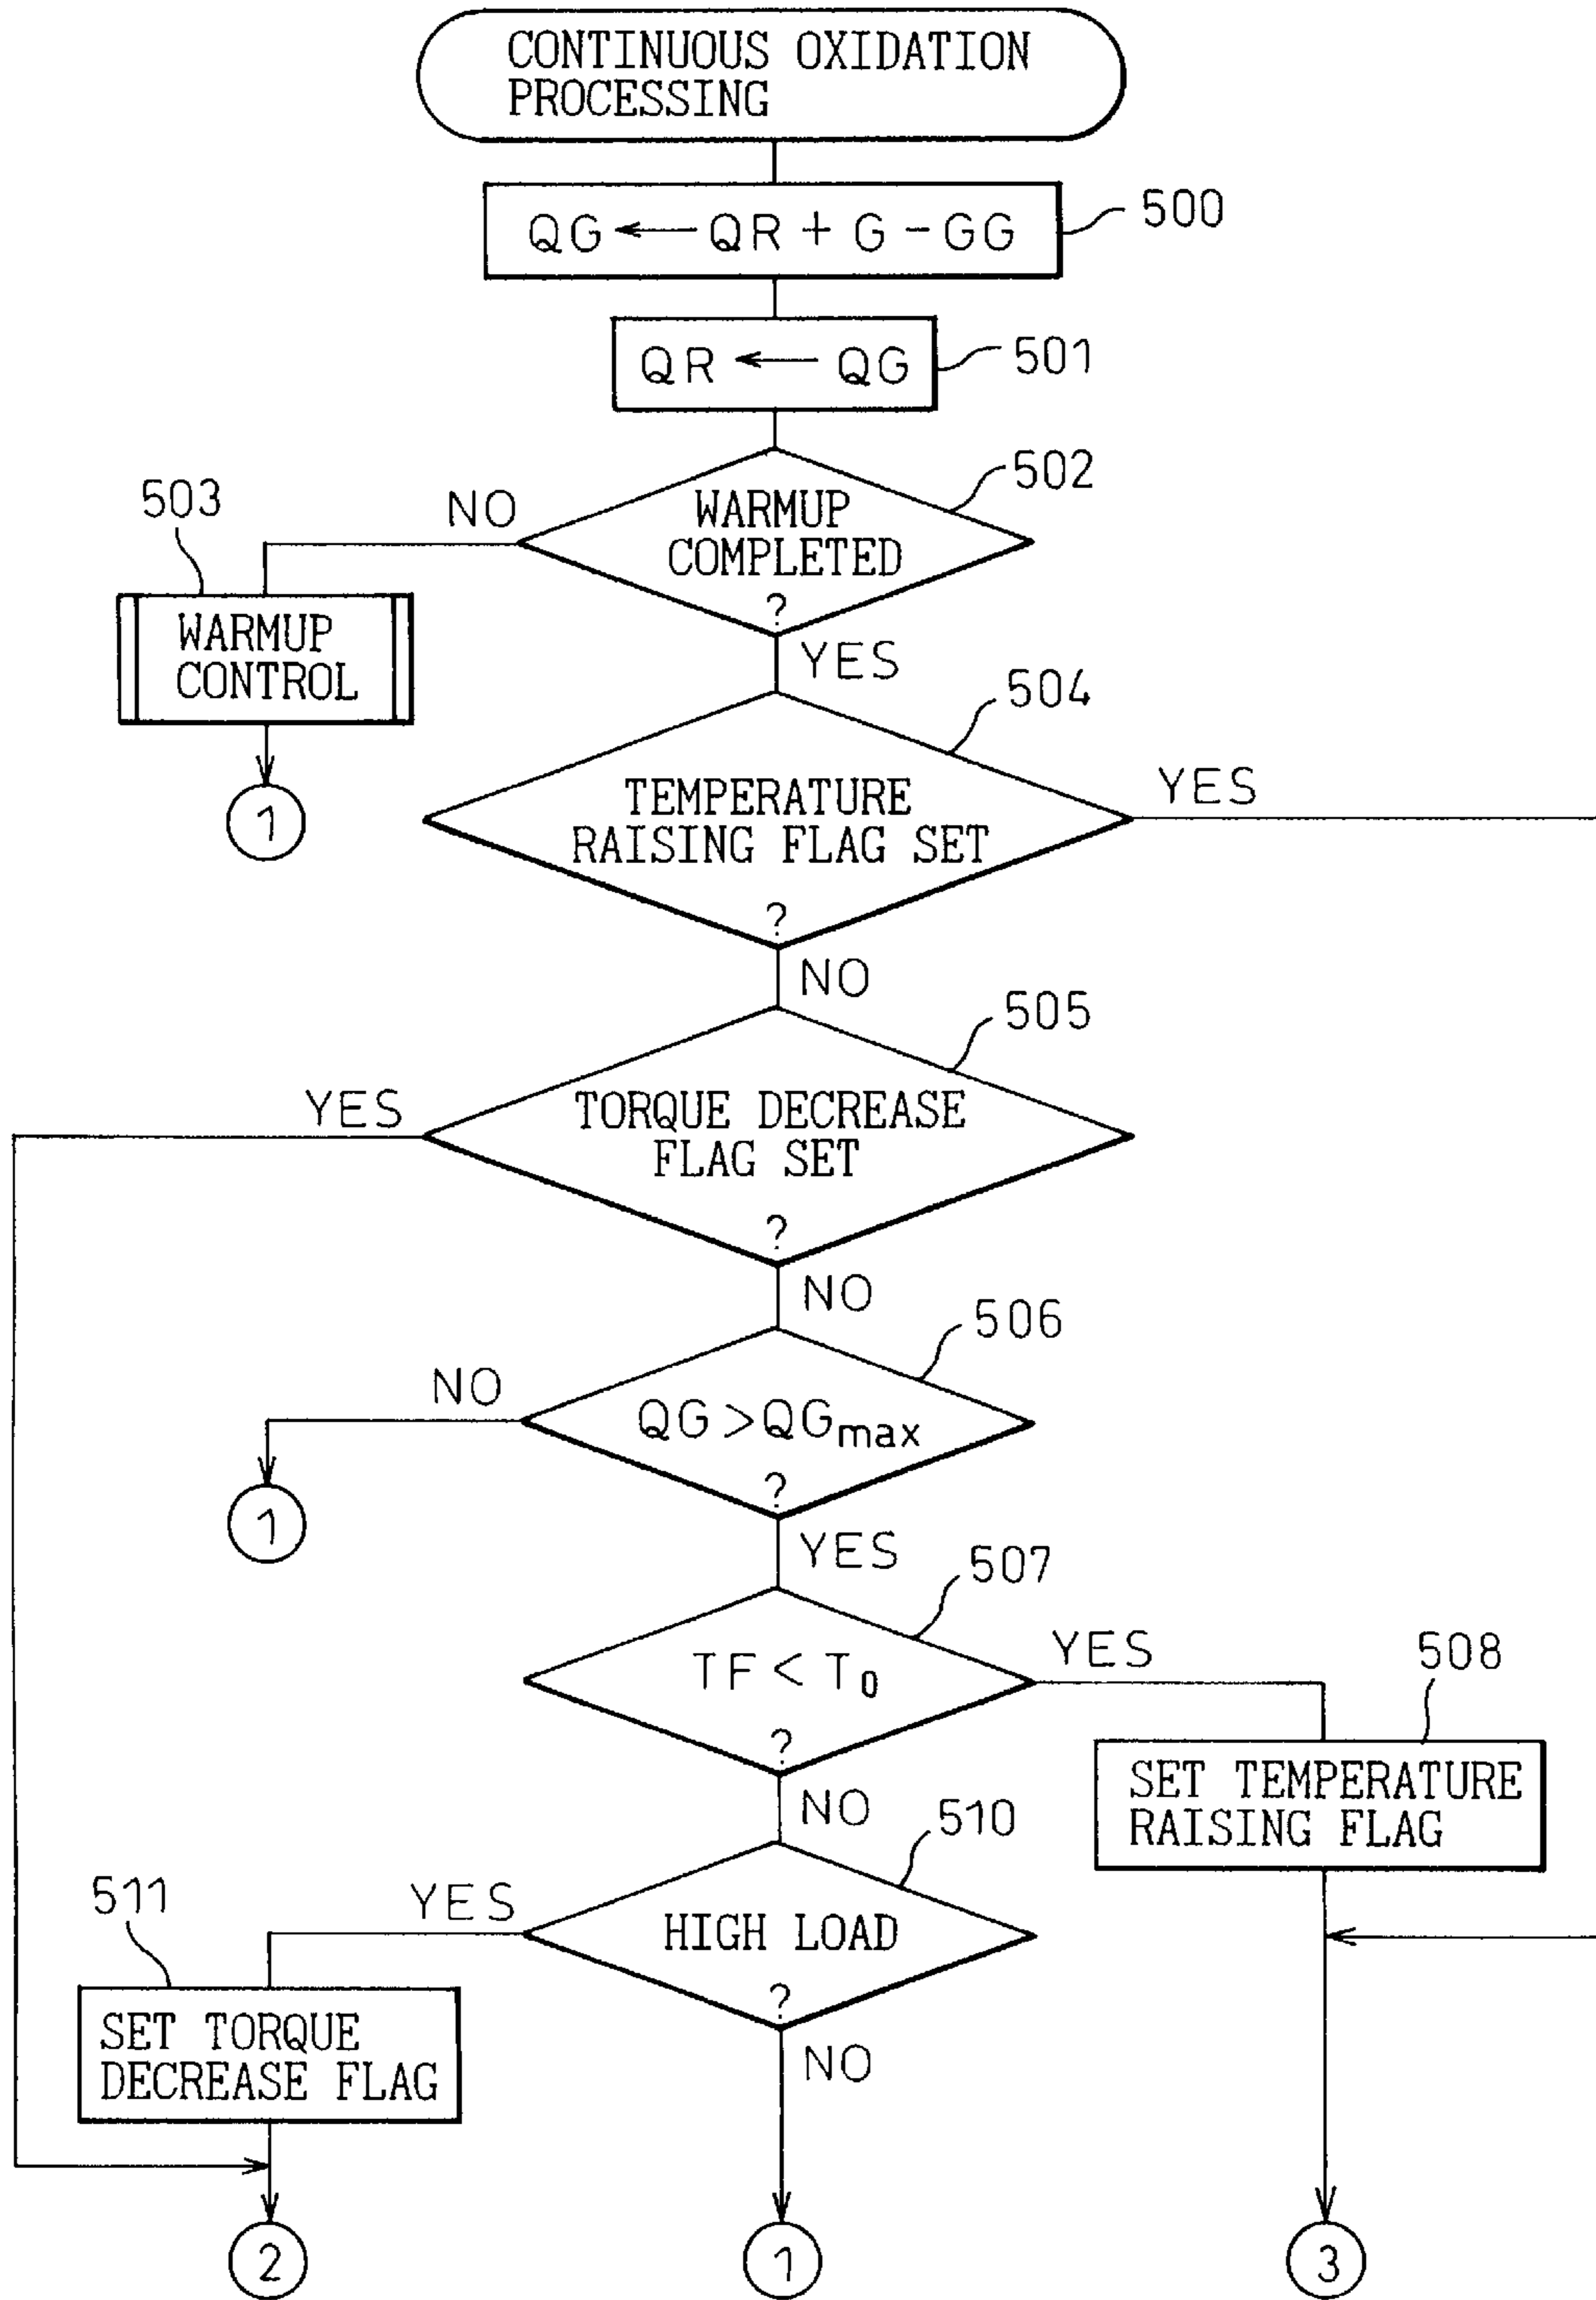 CONTINUOUS OXIDATION
PROCESSING
QG ← QR + G - GG
500
QR ← QG
501
502
503
NO
WARMUP
COMPLETED
?
WARMUP
CONTROL
YES
504
1
TEMPERATURE
RAISING FLAG SET
?
YES
NO
505
YES
TORQUE DECREASE
FLAG SET
?
NO
506
NO
QG > QGmax
?
1
YES
507
TF < T0
?
YES
508
SET TEMPERATURE
RAISING FLAG
NO
510
511
YES
HIGH LOAD
?
SET TORQUE
DECREASE FLAG
NO
2
1
3